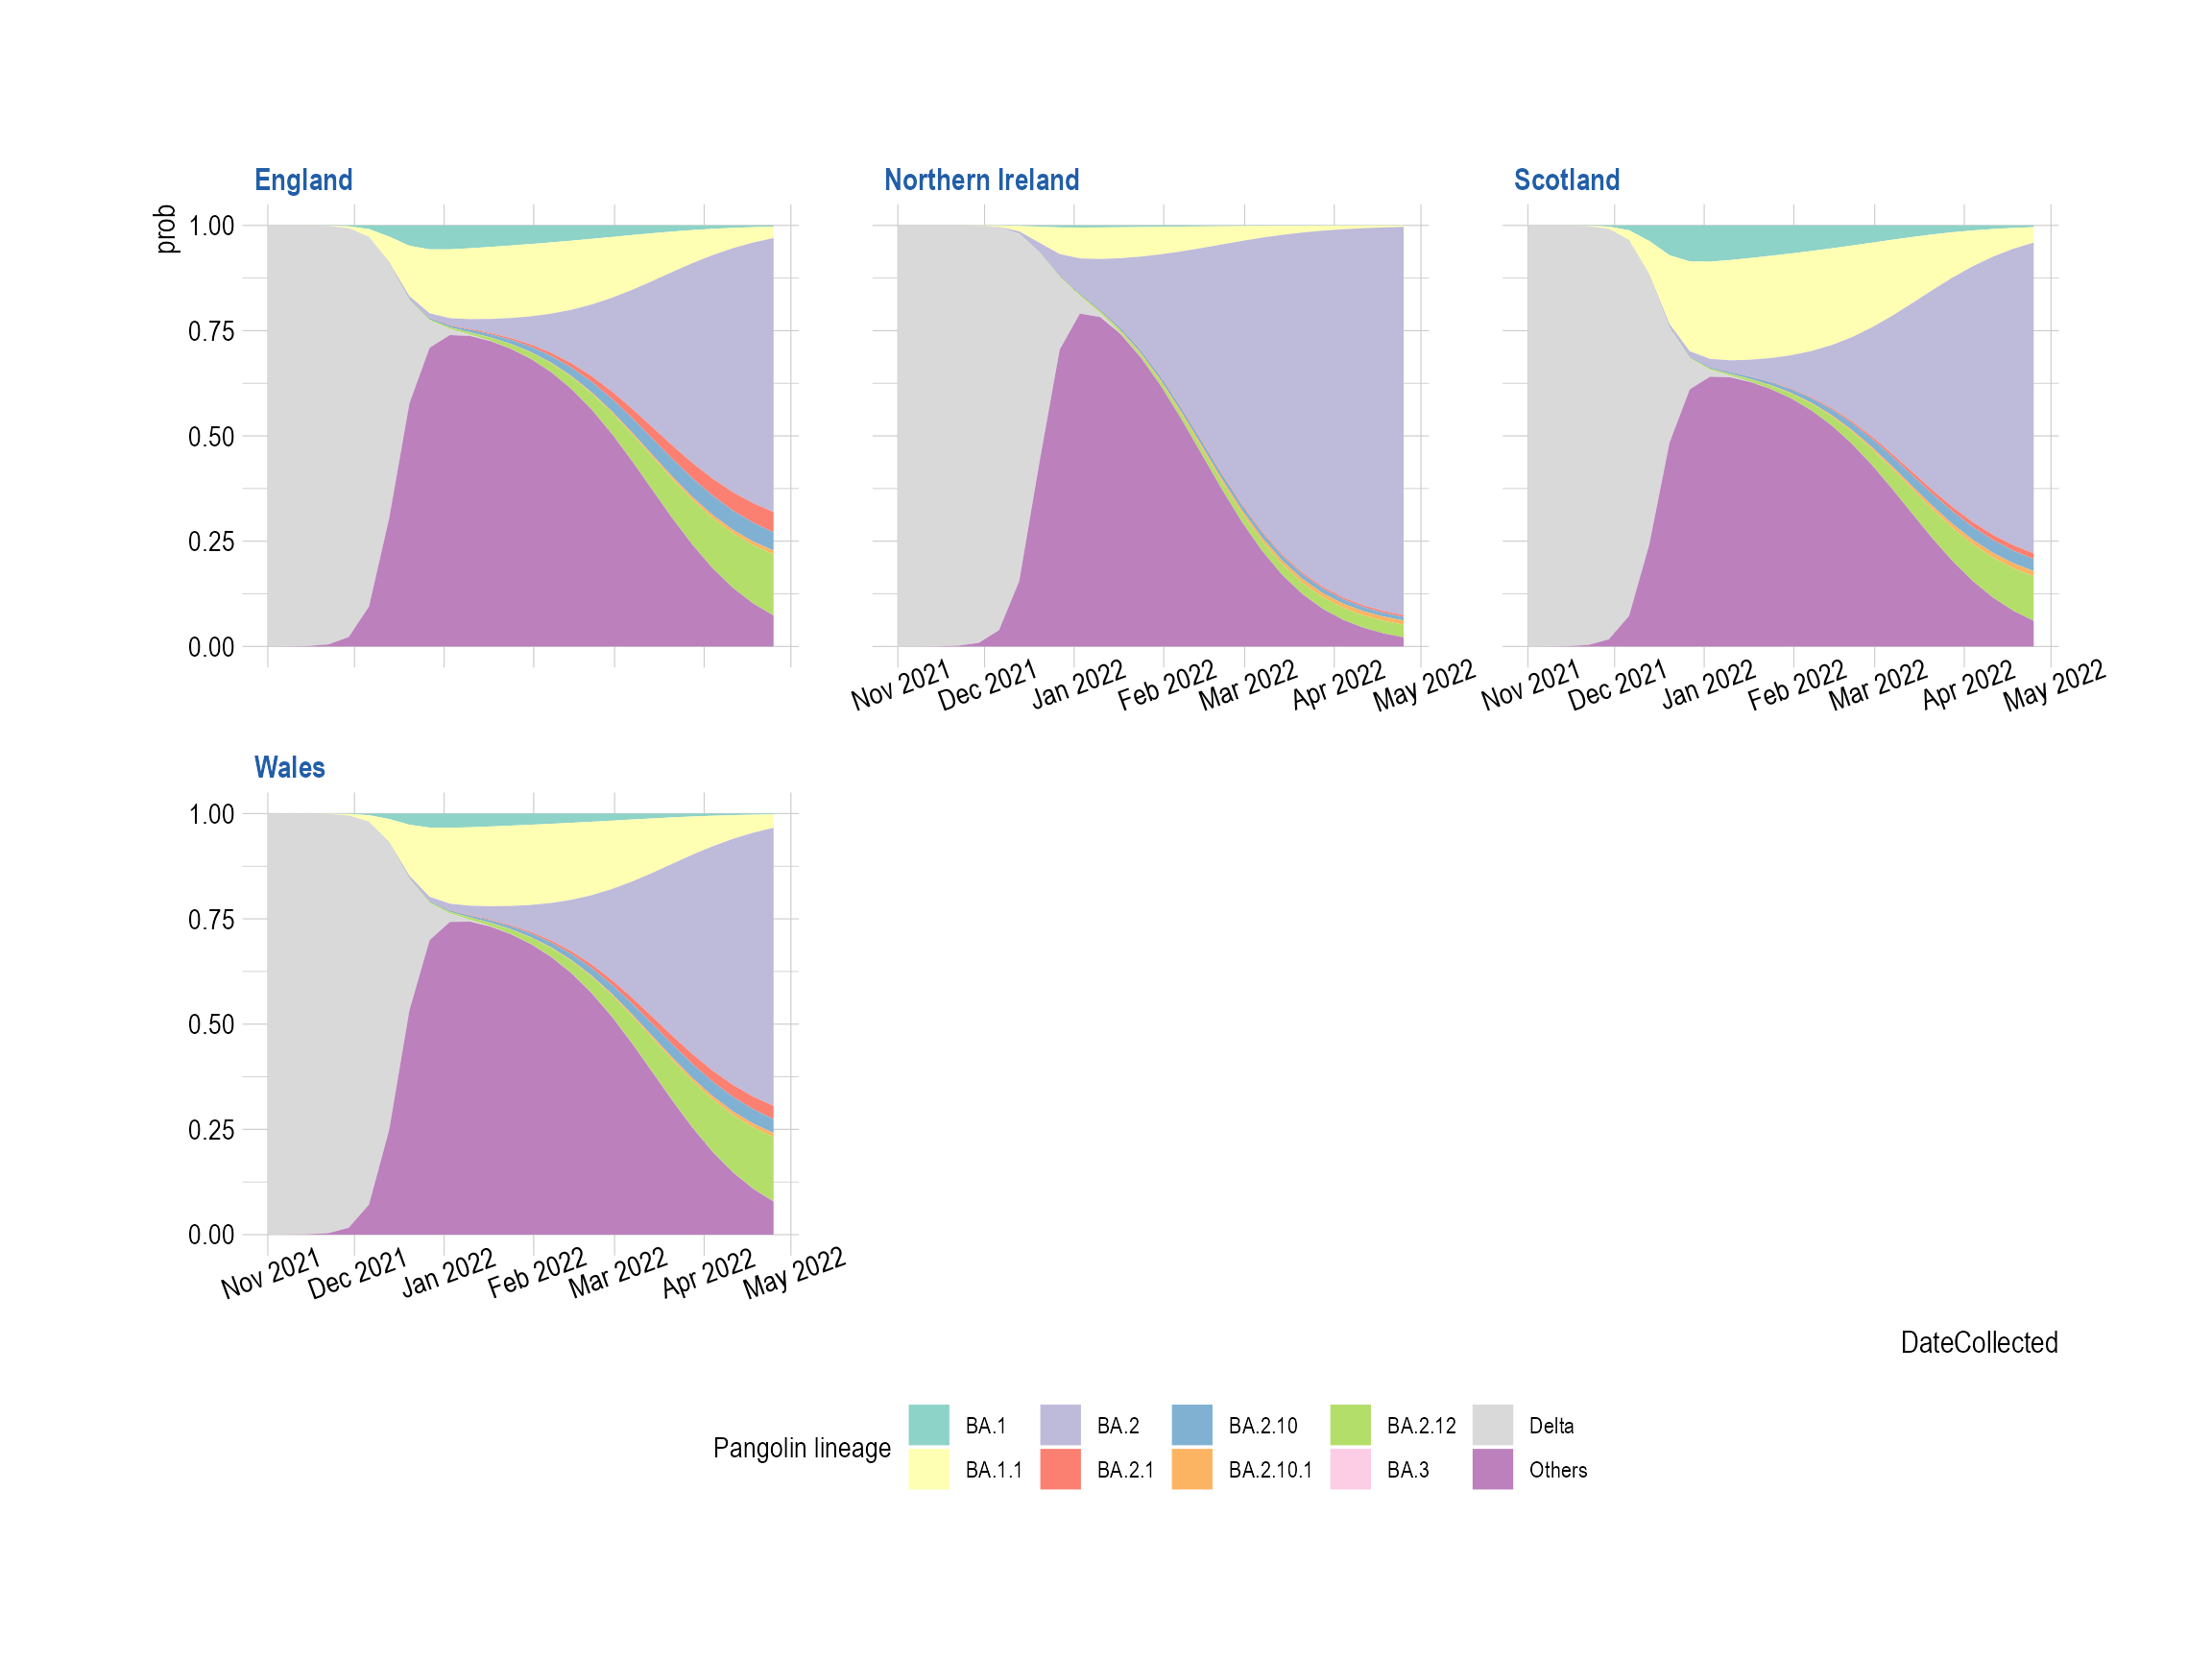 England
Northern Ireland
Scotland
prob
1.00
0.75
0.50
0.25
0.00
Nov 2021 Dec 2021 Jan 2022 Feb 2022 Mar 2022 Apr 2022 May 2022
Nov 2021 Dec 2021 Jan 2022 Feb 2022 Mar 2022 Apr 2022 May 2022
Wales
1.00
0.75
0.50
0.25
0.00
Nov 2021 Dec 2021 Jan 2022 Feb 2022 Mar 2022 Apr 2022 May 2022
DateCollected
Pangolin lineage
BA.1 BA.2 BA.2.10 BA.2.12 Delta
BA.1.1 BA.2.1 BA.2.10.1 BA.3 Others